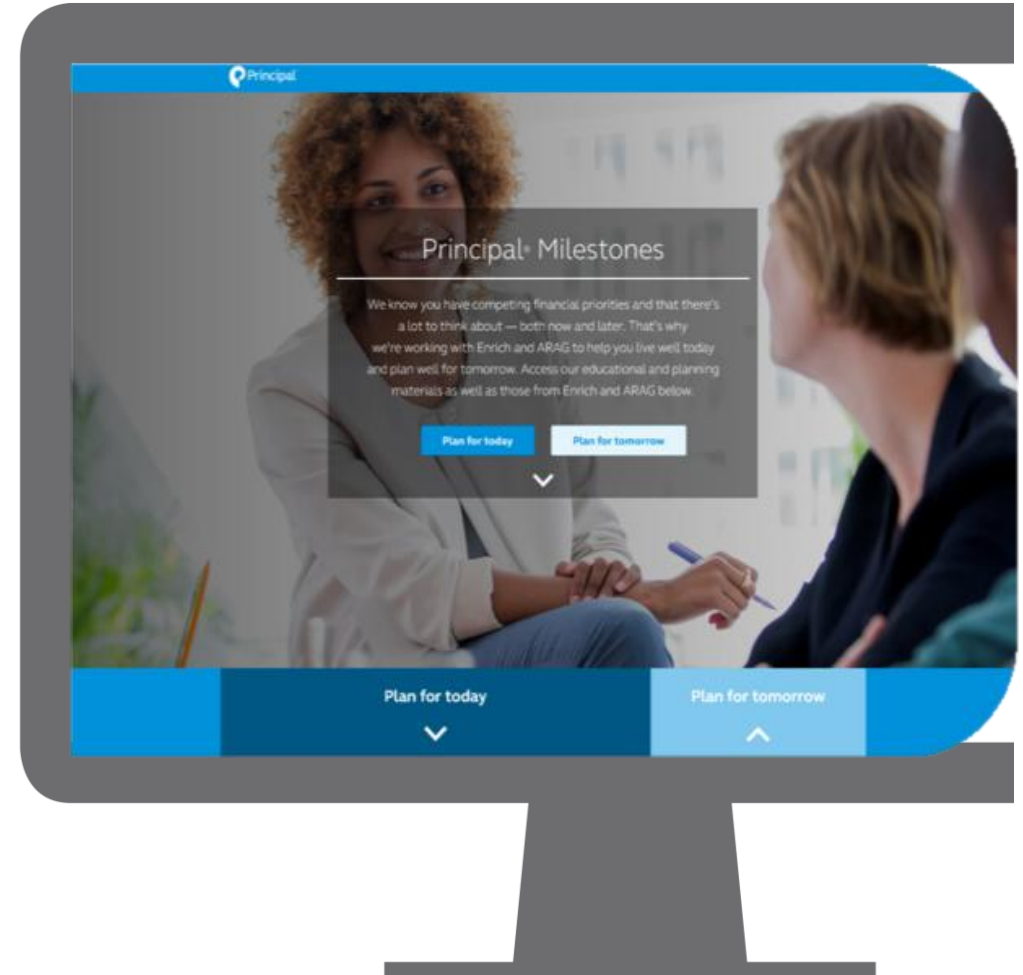 Principal
Principal® Milestones
We know you have competing financial priorities and that there's
a lot to think about — both now and later. That's why
we're working with Enrich and ARAG to help you live well today
and plan well for tomorrow. Access our educational and planning
materials as well as those from Enrich and ARAG below.
Plan for today Plan for tomorrow
Plan for today Plan for tomorrow